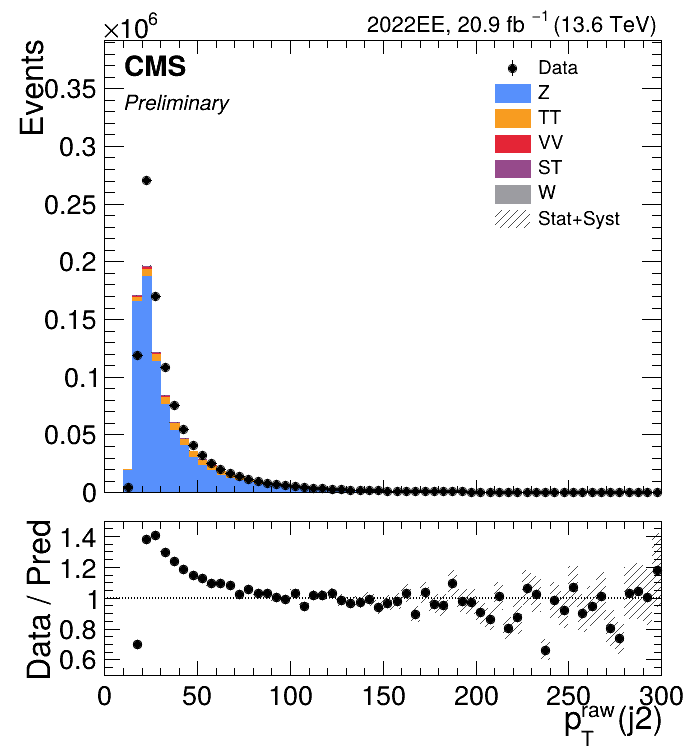 ×10⁶
2022EE, 20.9 fb ⁻¹ (13.6 TeV)
Events
CMS
Preliminary
Data
Z
TT
VV
ST
W
Stat+Syst
0.35
0.3
0.25
0.2
0.15
0.1
0.05
0
Data / Pred
1.4
1.2
1
0.8
0.6
0 50 100 150 200 250 300
p_T^raw(j2)